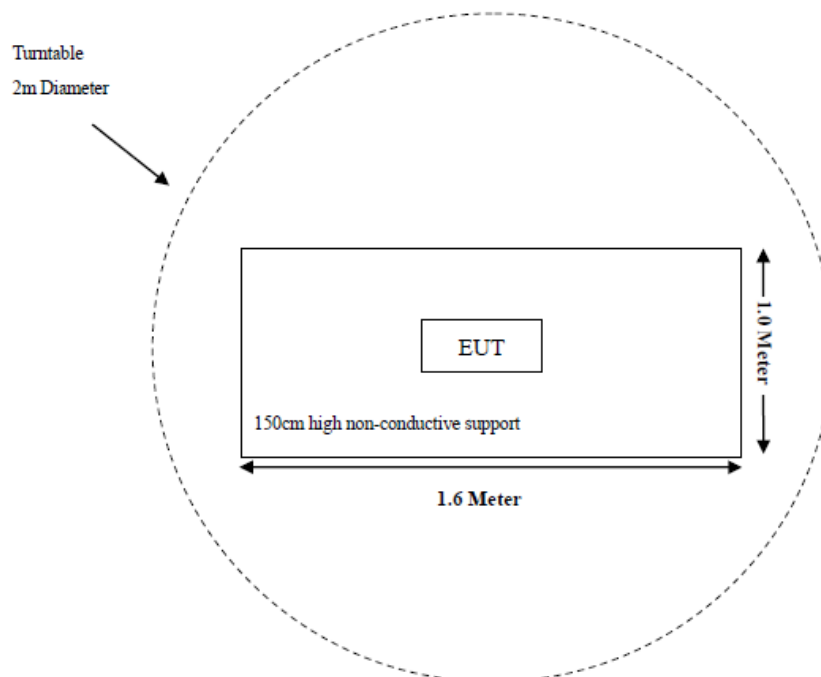 Turntable
2m Diameter
EUT
1.0 Meter
150cm high non-conductive support
1.6 Meter